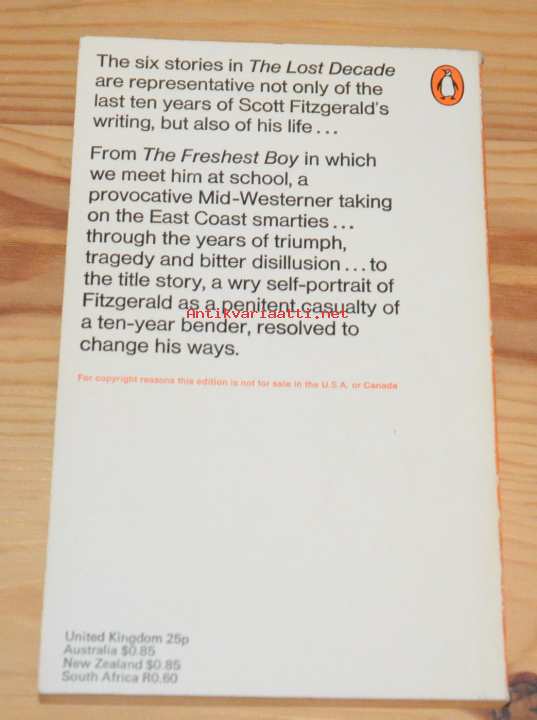 The six stories in The Lost Decade
are representative not only of the
last ten years of Scott Fitzgerald's
writing, but also of his life...
From The Freshest Boy in which
we meet him at school, a
provocative Mid-Westerner taking
on the East Coast smarties...
through the years of triumph,
tragedy and bitter disillusion...to
the title story, a wry self-portrait of
Fitzgerald as a penitent casualty of
Antikvariaatti.net
a ten-year bender, resolved to
change his ways.
For copyright reasons this edition is not for sale in the U.S.A. or Canada
United Kingdom 25p
Australia $0.85
New Zealand $0.85
South Africa R0.60